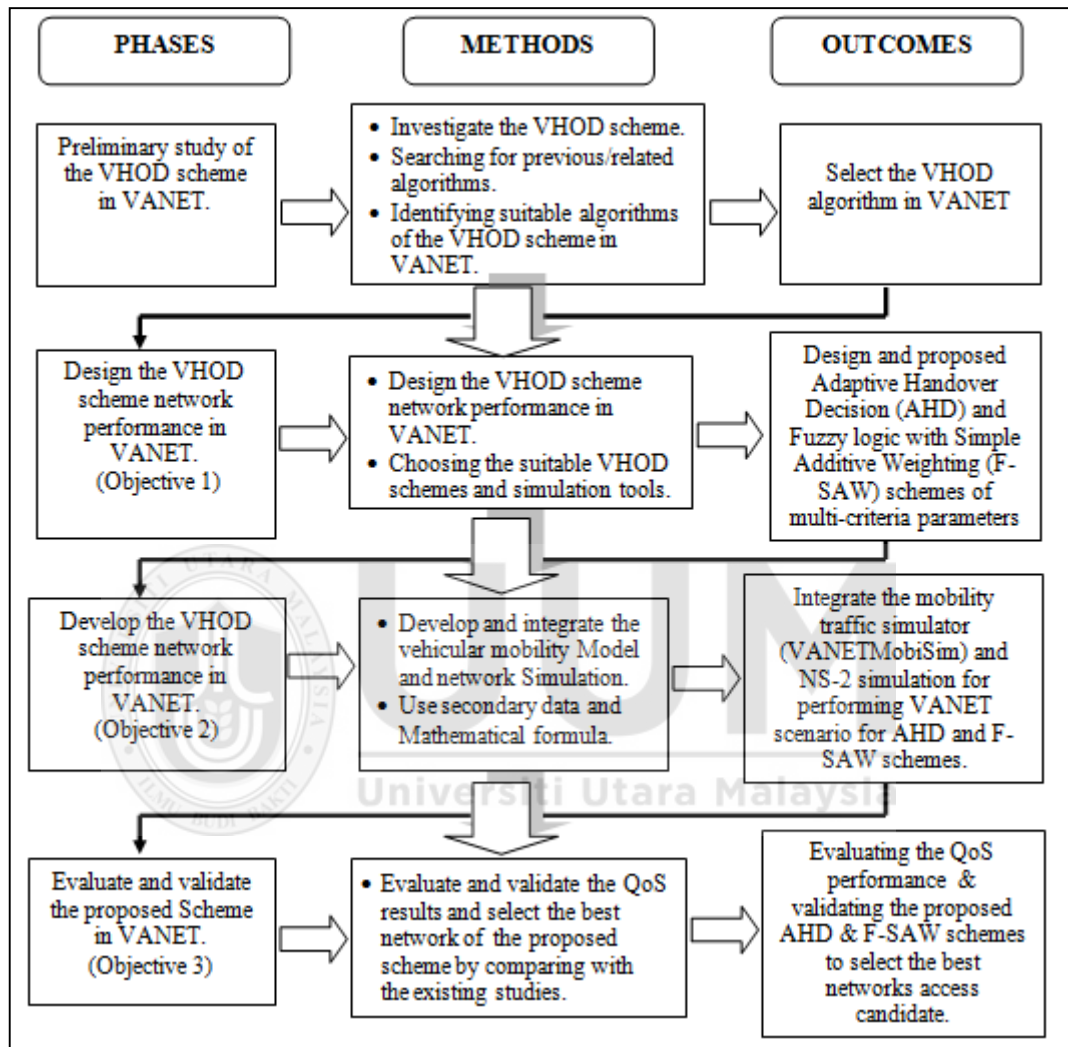 PHASES
METHODS
OUTCOMES
Preliminary study of
the VHOD scheme
in VANET.
• Investigate the VHOD scheme.
• Searching for previous/related
algorithms.
• Identifying suitable algorithms
of the VHOD scheme in
VANET.
Select the VHOD
algorithm in VANET
Design the VHOD
scheme network
performance in
VANET.
(Objective 1)
• Design the VHOD scheme
network performance in
VANET.
• Choosing the suitable VHOD
schemes and simulation tools.
Design and proposed
Adaptive Handover
Decision (AHD) and
Fuzzy logic with Simple
Additive Weighting (F-
SAW) schemes of
multi-criteria parameters
Develop the VHOD
scheme network
performance in
VANET.
(Objective 2)
• Develop and integrate the
vehicular mobility Model
and network Simulation.
• Use secondary data and
Mathematical formula.
Integrate the mobility
traffic simulator
(VANETMobiSim) and
NS-2 simulation for
performing VANET
scenario for AHD and F-
SAW schemes.
Evaluate and validate
the proposed Scheme
in VANET.
(Objective 3)
• Evaluate and validate the QoS
results and select the best
network of the proposed
scheme by comparing with
the existing studies.
Evaluating the QoS
performance &
validating the proposed
AHD & F-SAW schemes
to select the best
networks access
candidate.
UUM
Universiti Utara Malaysia
UTARA MALAYSIA
ILMU BUDI BAKTI